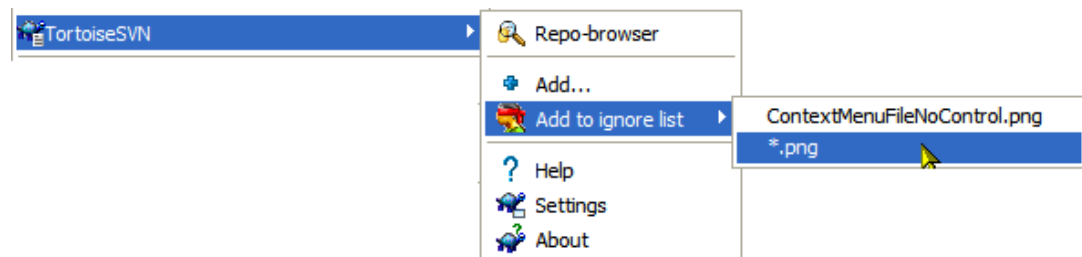 TortoiseSVN
Repo-browser
Add...
Add to ignore list
ContextMenuFileNoControl.png
*.png
Help
Settings
About